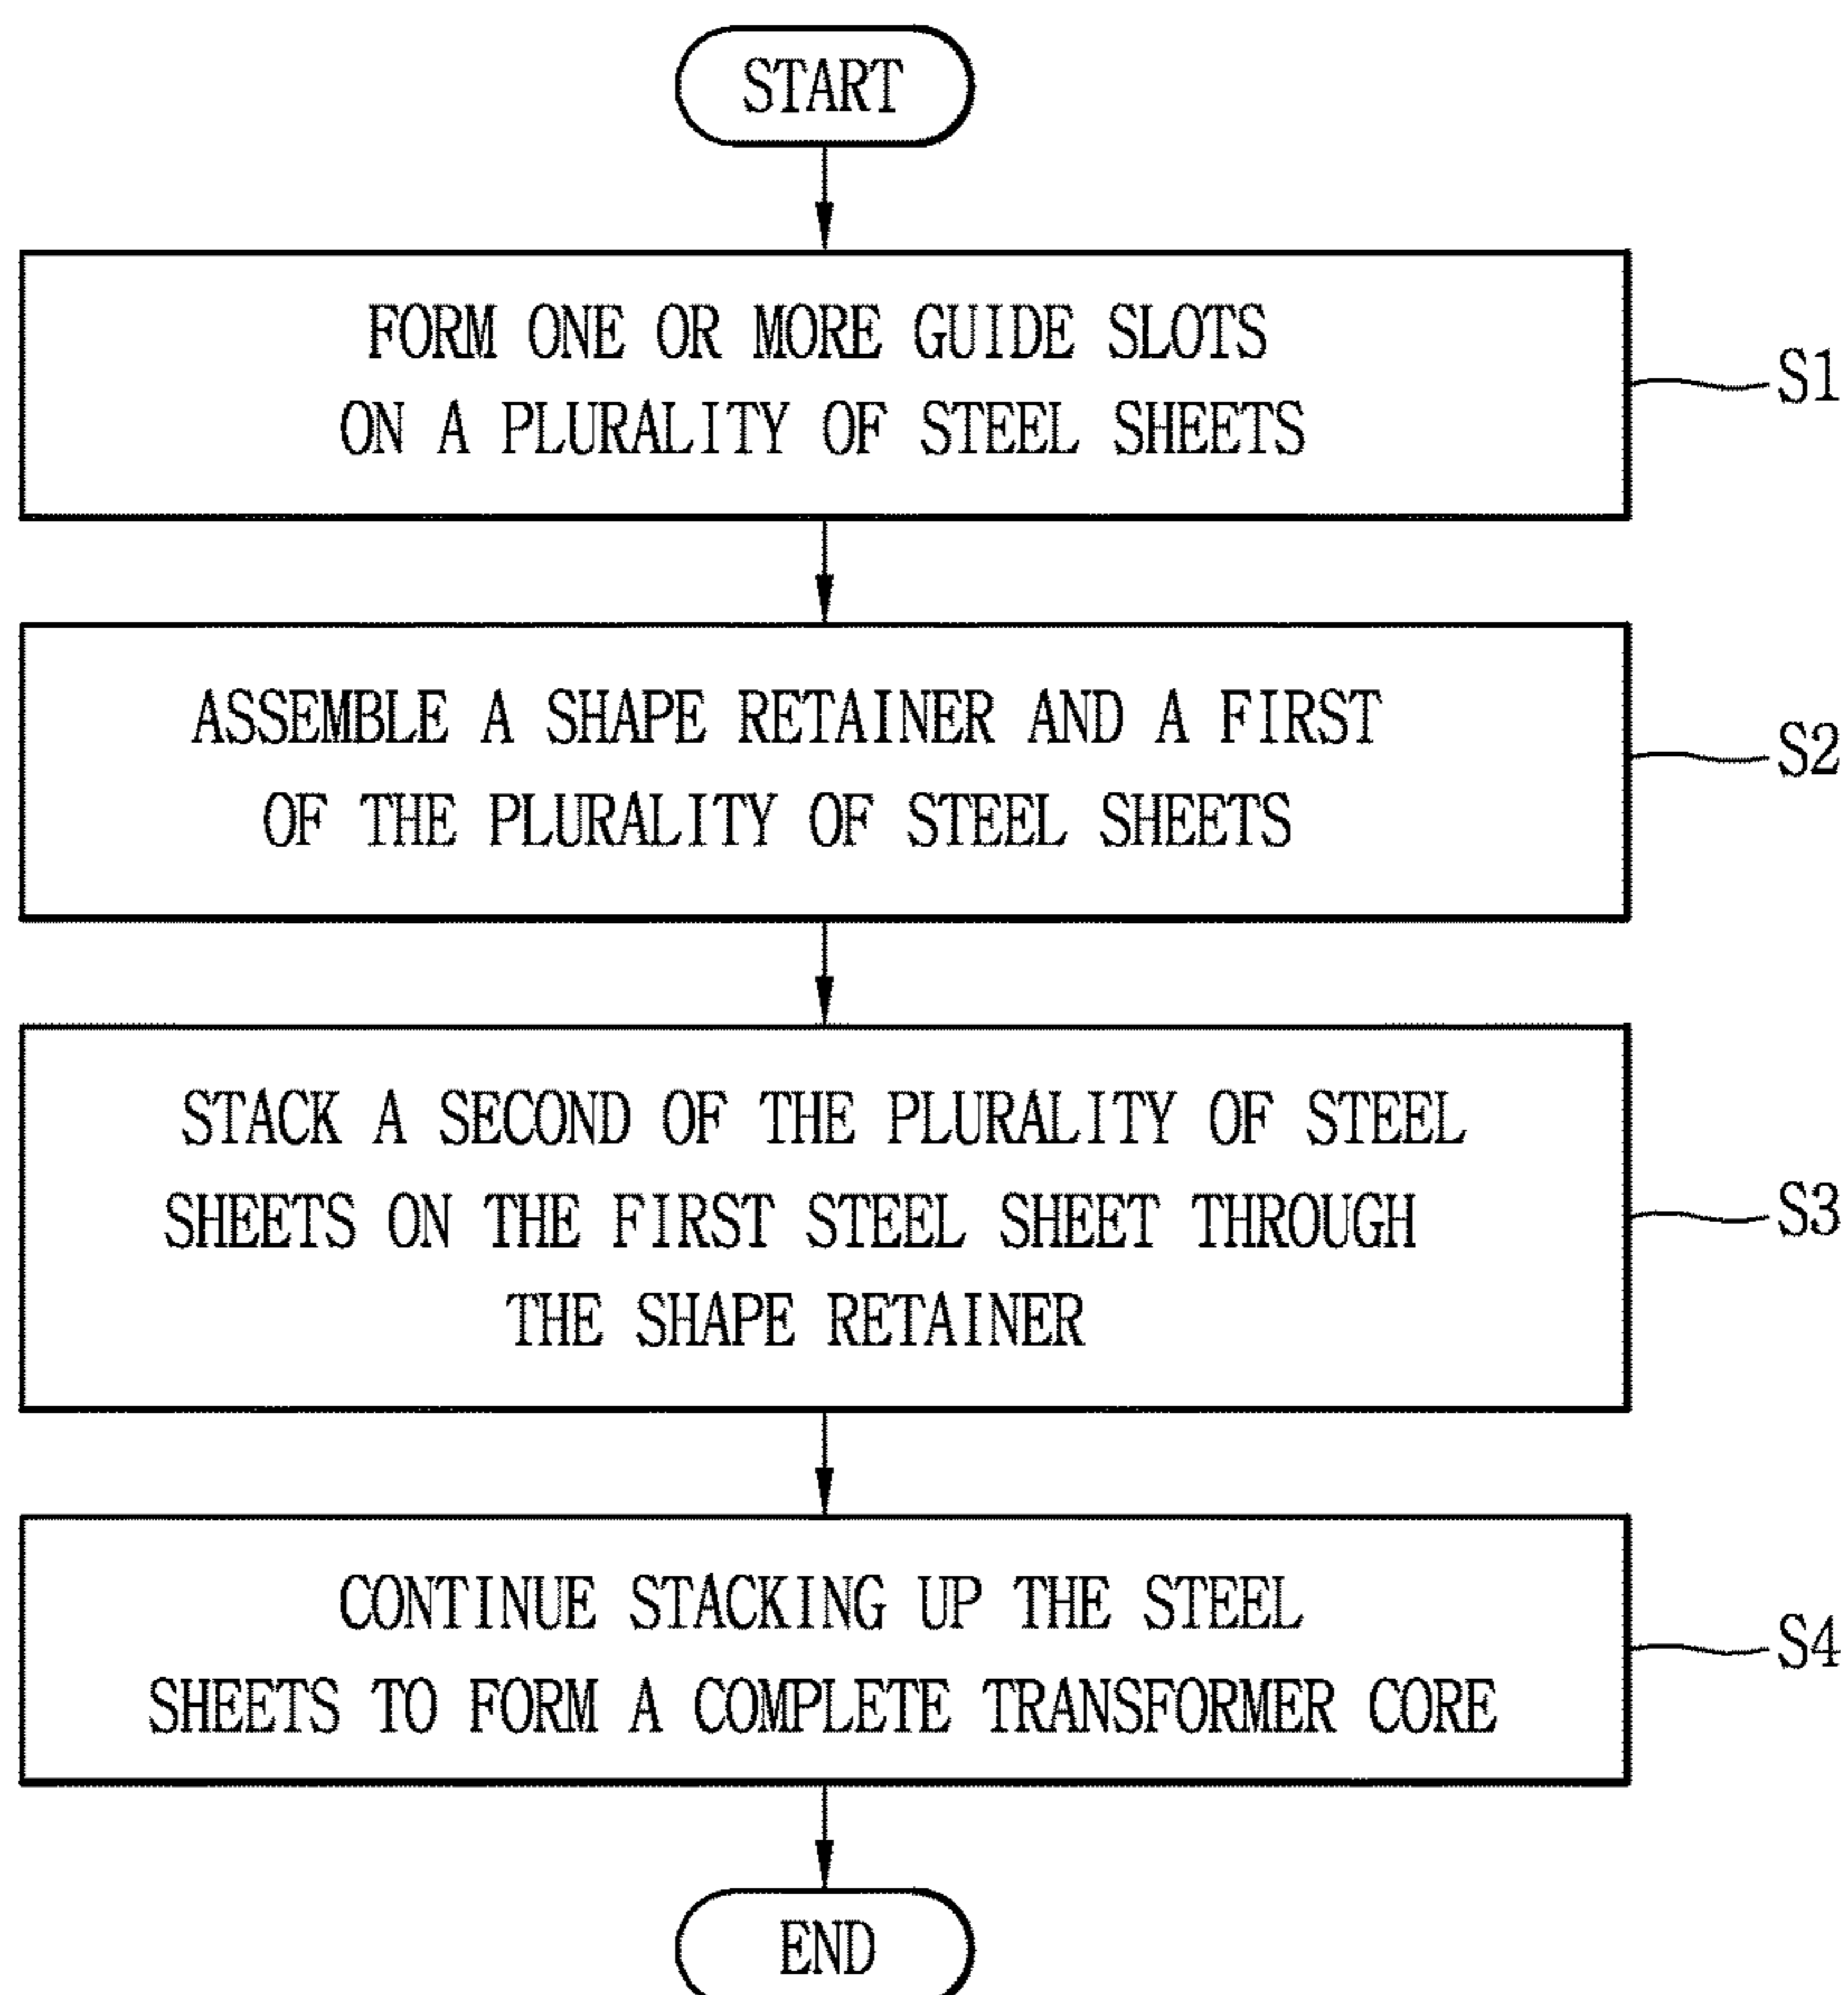 START
FORM ONE OR MORE GUIDE SLOTS
ON A PLURALITY OF STEEL SHEETS
S1
ASSEMBLE A SHAPE RETAINER AND A FIRST
OF THE PLURALITY OF STEEL SHEETS
S2
STACK A SECOND OF THE PLURALITY OF STEEL
SHEETS ON THE FIRST STEEL SHEET THROUGH
THE SHAPE RETAINER
S3
CONTINUE STACKING UP THE STEEL
SHEETS TO FORM A COMPLETE TRANSFORMER CORE
S4
END